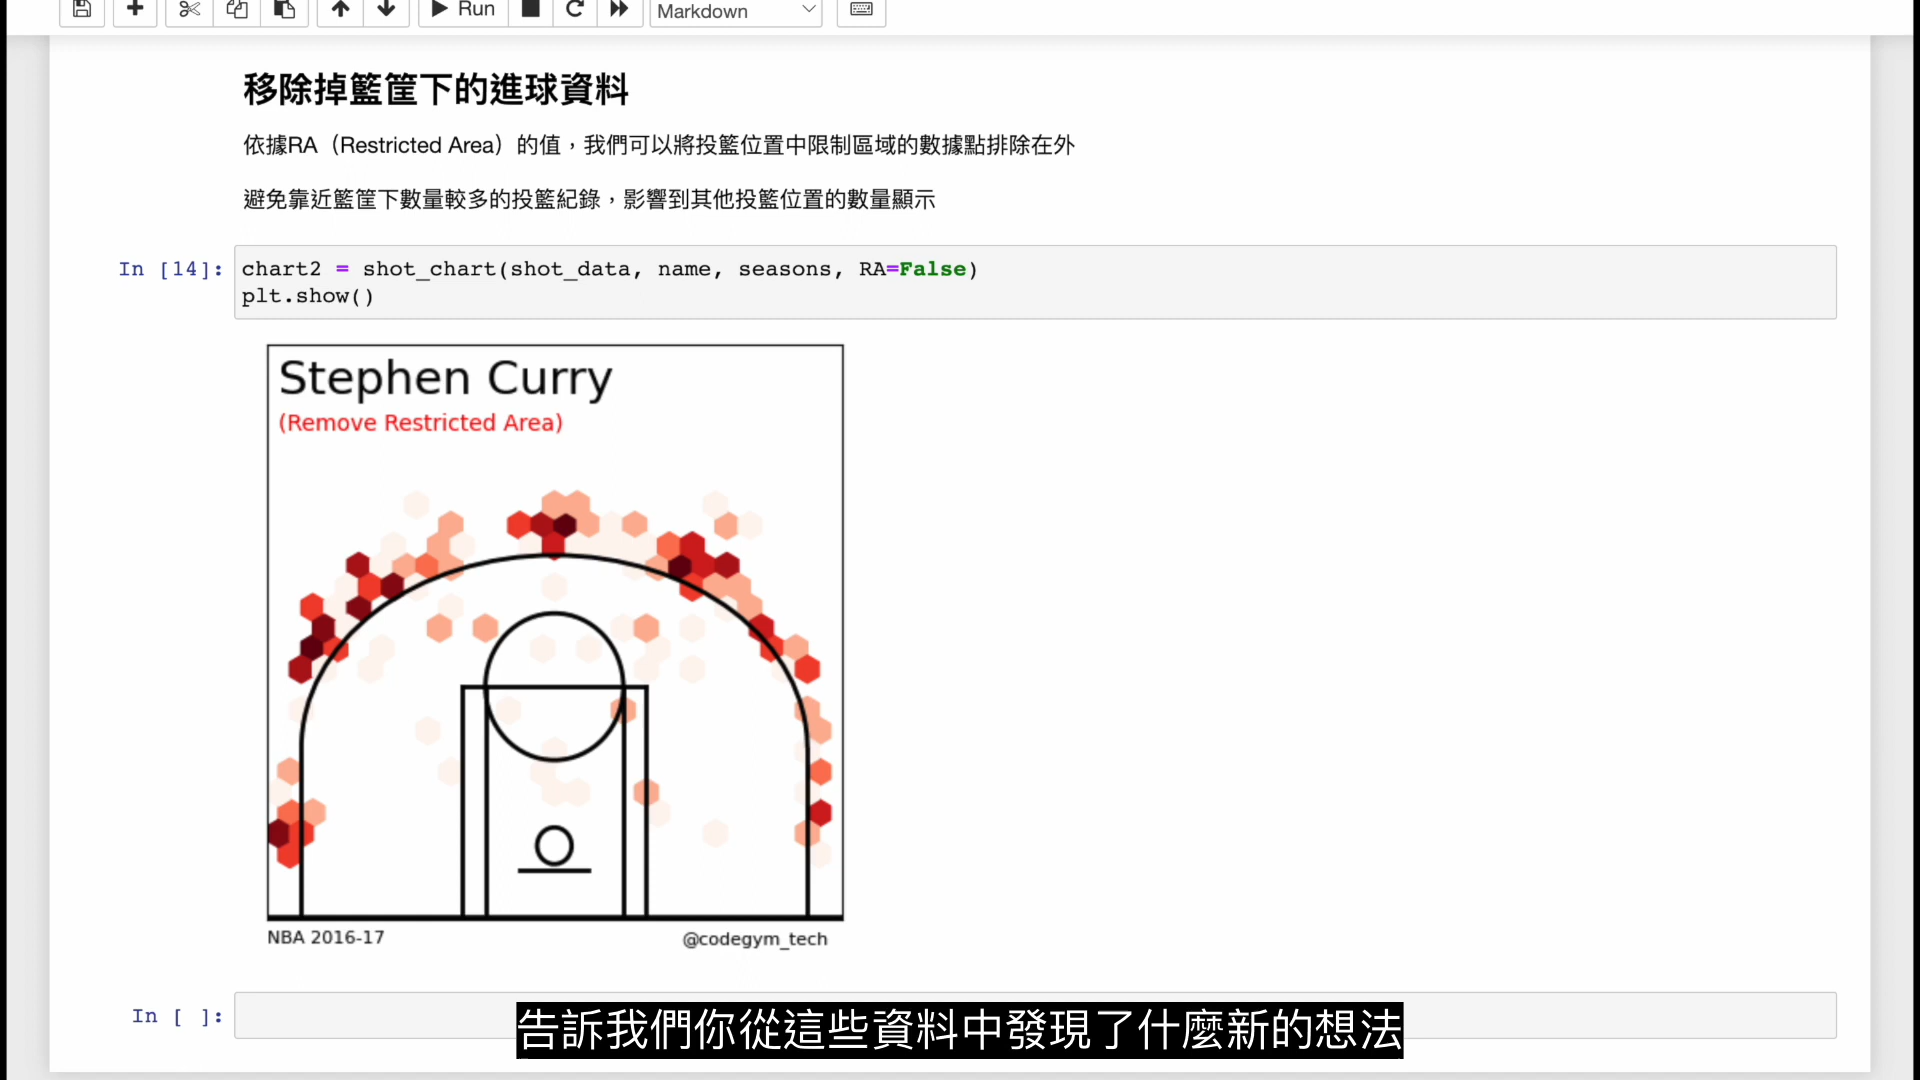 Run
Markdown
移除掉籃筐下的進球資料
依據RA（Restricted Area）的值，我們可以將投籃位置中限制區域的數據點排除在外
避免靠近籃筐下數量較多的投籃紀錄，影響到其他投籃位置的數量顯示
In [14]: chart2 = shot_chart(shot_data, name, seasons, RA=False)
plt.show()
Stephen Curry
(Remove Restricted Area)
NBA 2016-17 @codegym_tech
In [ ]:
告訴我們你從這些資料中發現了什麼新的想法